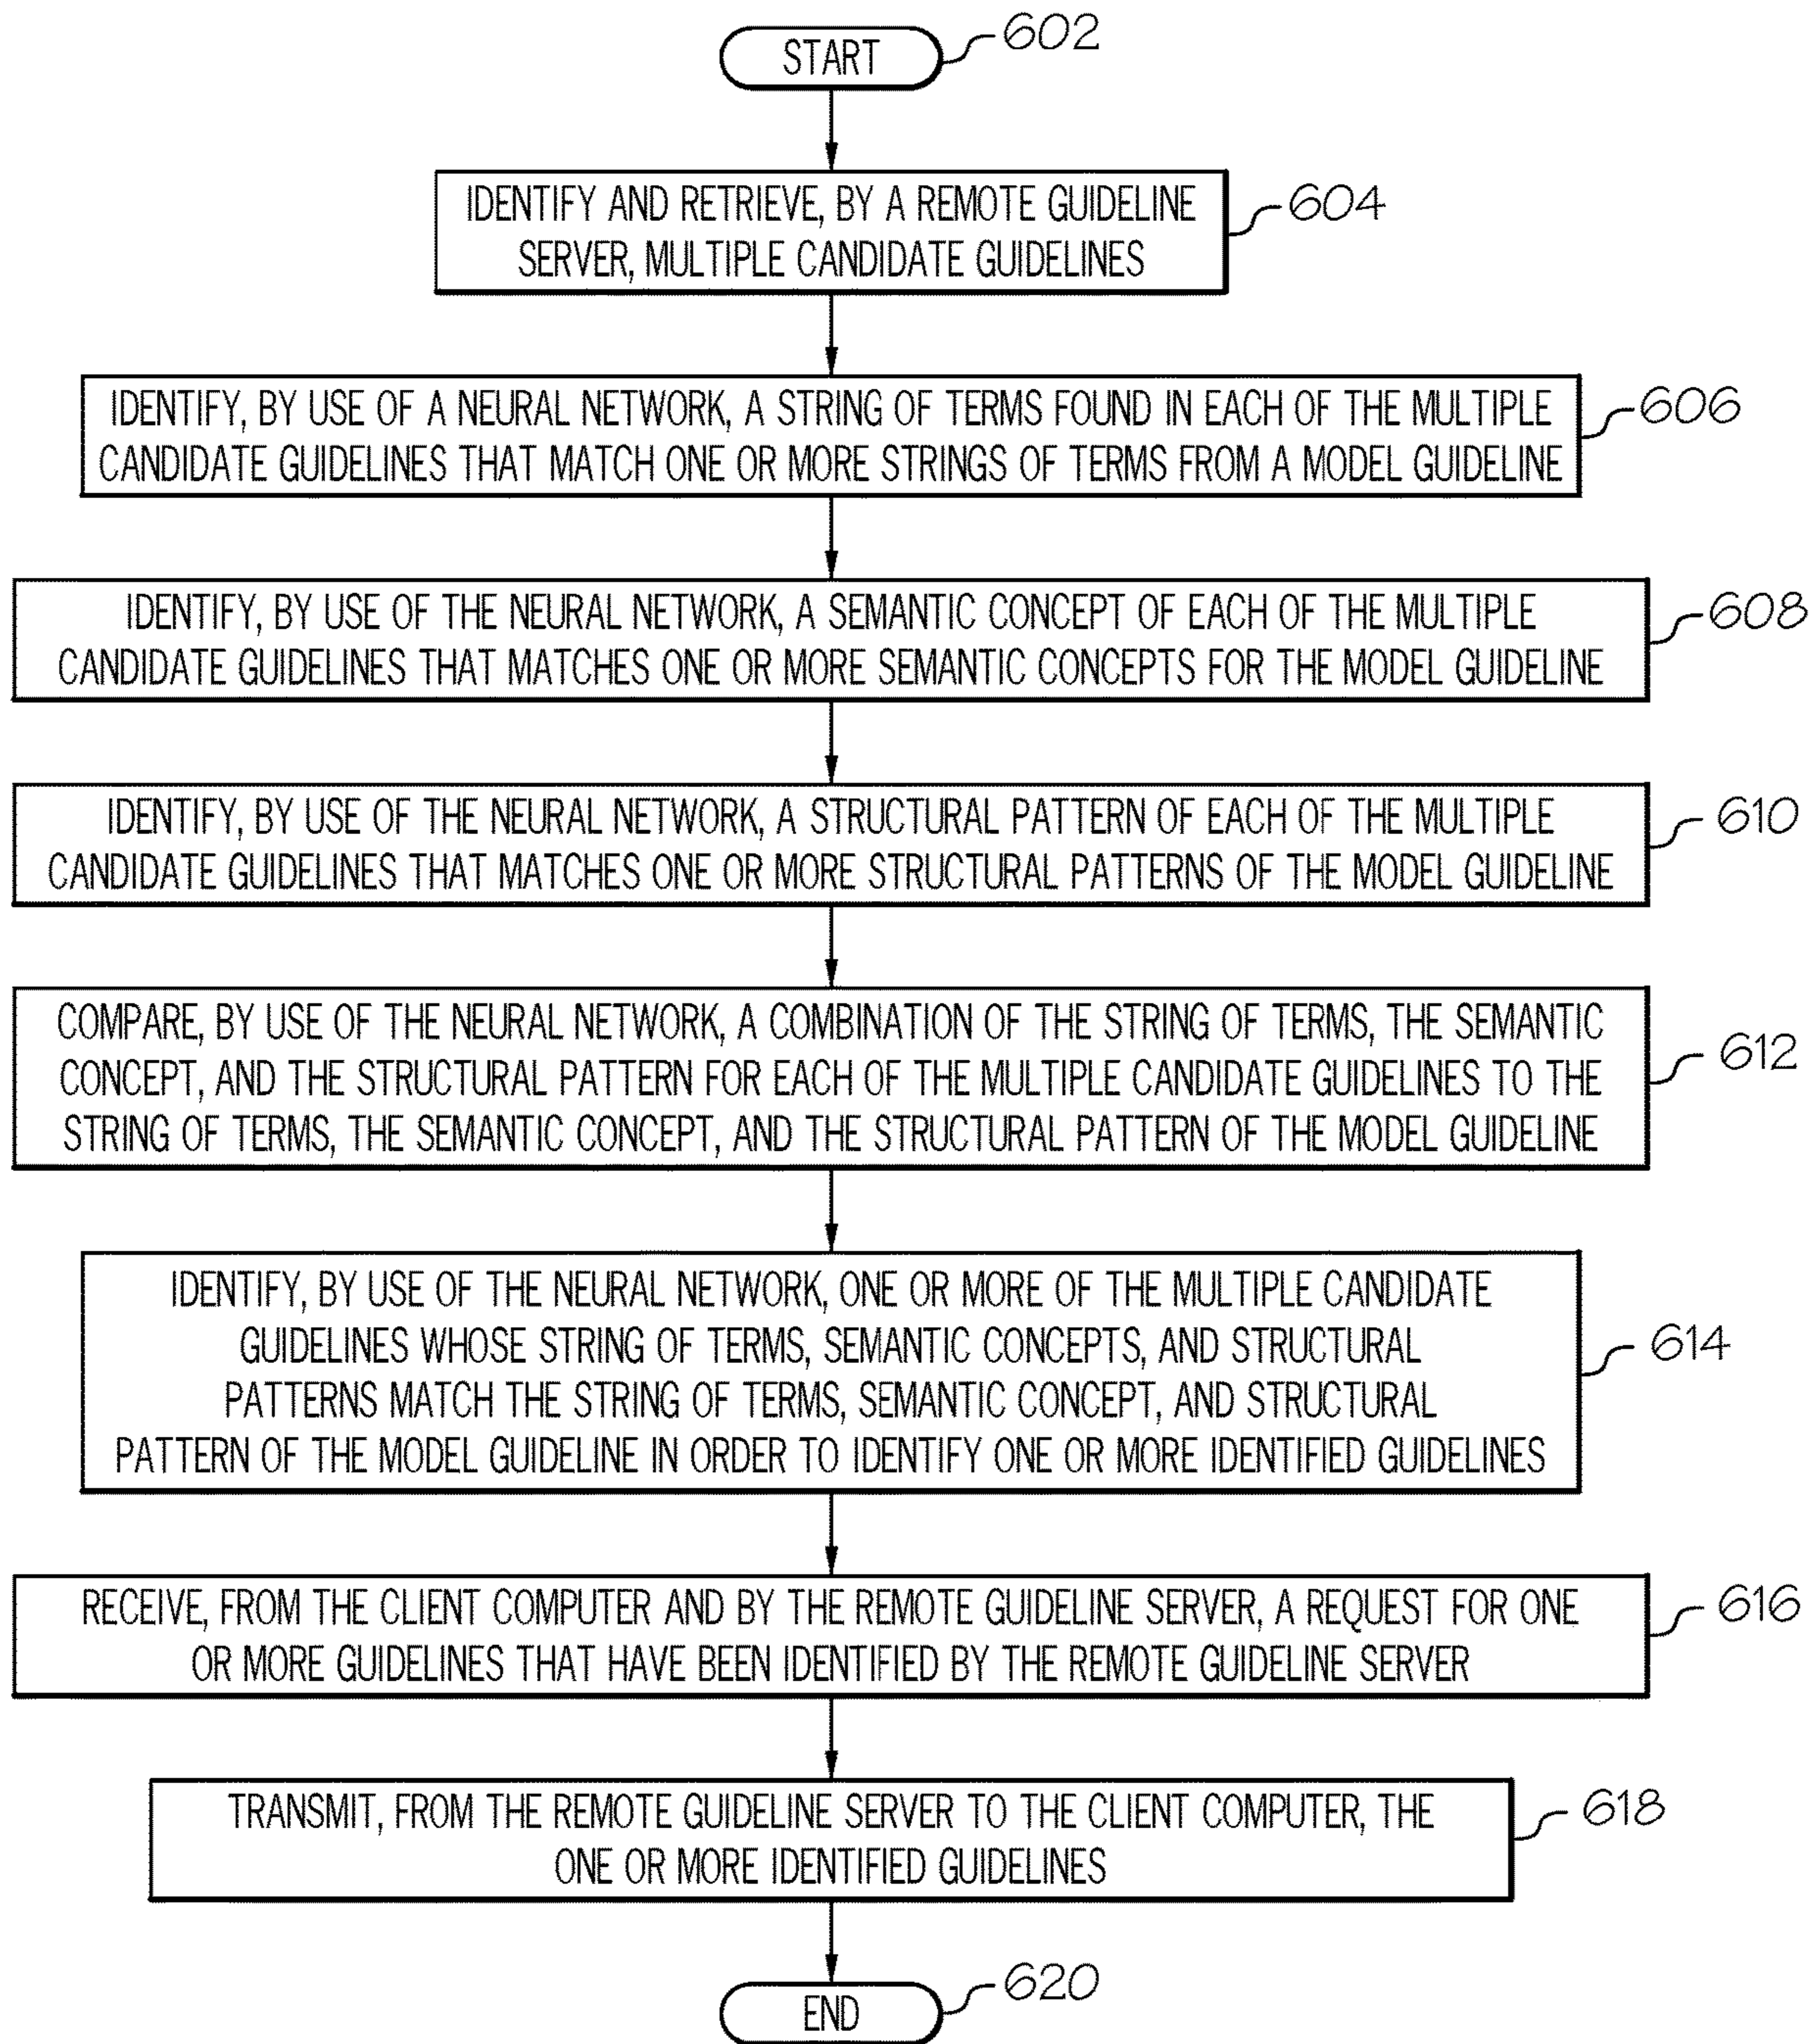 START
602
IDENTIFY AND RETRIEVE, BY A REMOTE GUIDELINE
SERVER, MULTIPLE CANDIDATE GUIDELINES
604
IDENTIFY, BY USE OF A NEURAL NETWORK, A STRING OF TERMS FOUND IN EACH OF THE MULTIPLE
CANDIDATE GUIDELINES THAT MATCH ONE OR MORE STRINGS OF TERMS FROM A MODEL GUIDELINE
606
IDENTIFY, BY USE OF THE NEURAL NETWORK, A SEMANTIC CONCEPT OF EACH OF THE MULTIPLE
CANDIDATE GUIDELINES THAT MATCHES ONE OR MORE SEMANTIC CONCEPTS FOR THE MODEL GUIDELINE
608
IDENTIFY, BY USE OF THE NEURAL NETWORK, A STRUCTURAL PATTERN OF EACH OF THE MULTIPLE
CANDIDATE GUIDELINES THAT MATCHES ONE OR MORE STRUCTURAL PATTERNS OF THE MODEL GUIDELINE
610
COMPARE, BY USE OF THE NEURAL NETWORK, A COMBINATION OF THE STRING OF TERMS, THE SEMANTIC
CONCEPT, AND THE STRUCTURAL PATTERN FOR EACH OF THE MULTIPLE CANDIDATE GUIDELINES TO THE
STRING OF TERMS, THE SEMANTIC CONCEPT, AND THE STRUCTURAL PATTERN OF THE MODEL GUIDELINE
612
IDENTIFY, BY USE OF THE NEURAL NETWORK, ONE OR MORE OF THE MULTIPLE CANDIDATE
GUIDELINES WHOSE STRING OF TERMS, SEMANTIC CONCEPTS, AND STRUCTURAL
PATTERNS MATCH THE STRING OF TERMS, SEMANTIC CONCEPT, AND STRUCTURAL
PATTERN OF THE MODEL GUIDELINE IN ORDER TO IDENTIFY ONE OR MORE IDENTIFIED GUIDELINES
614
RECEIVE, FROM THE CLIENT COMPUTER AND BY THE REMOTE GUIDELINE SERVER, A REQUEST FOR ONE
OR MORE GUIDELINES THAT HAVE BEEN IDENTIFIED BY THE REMOTE GUIDELINE SERVER
616
TRANSMIT, FROM THE REMOTE GUIDELINE SERVER TO THE CLIENT COMPUTER, THE
ONE OR MORE IDENTIFIED GUIDELINES
618
END
620